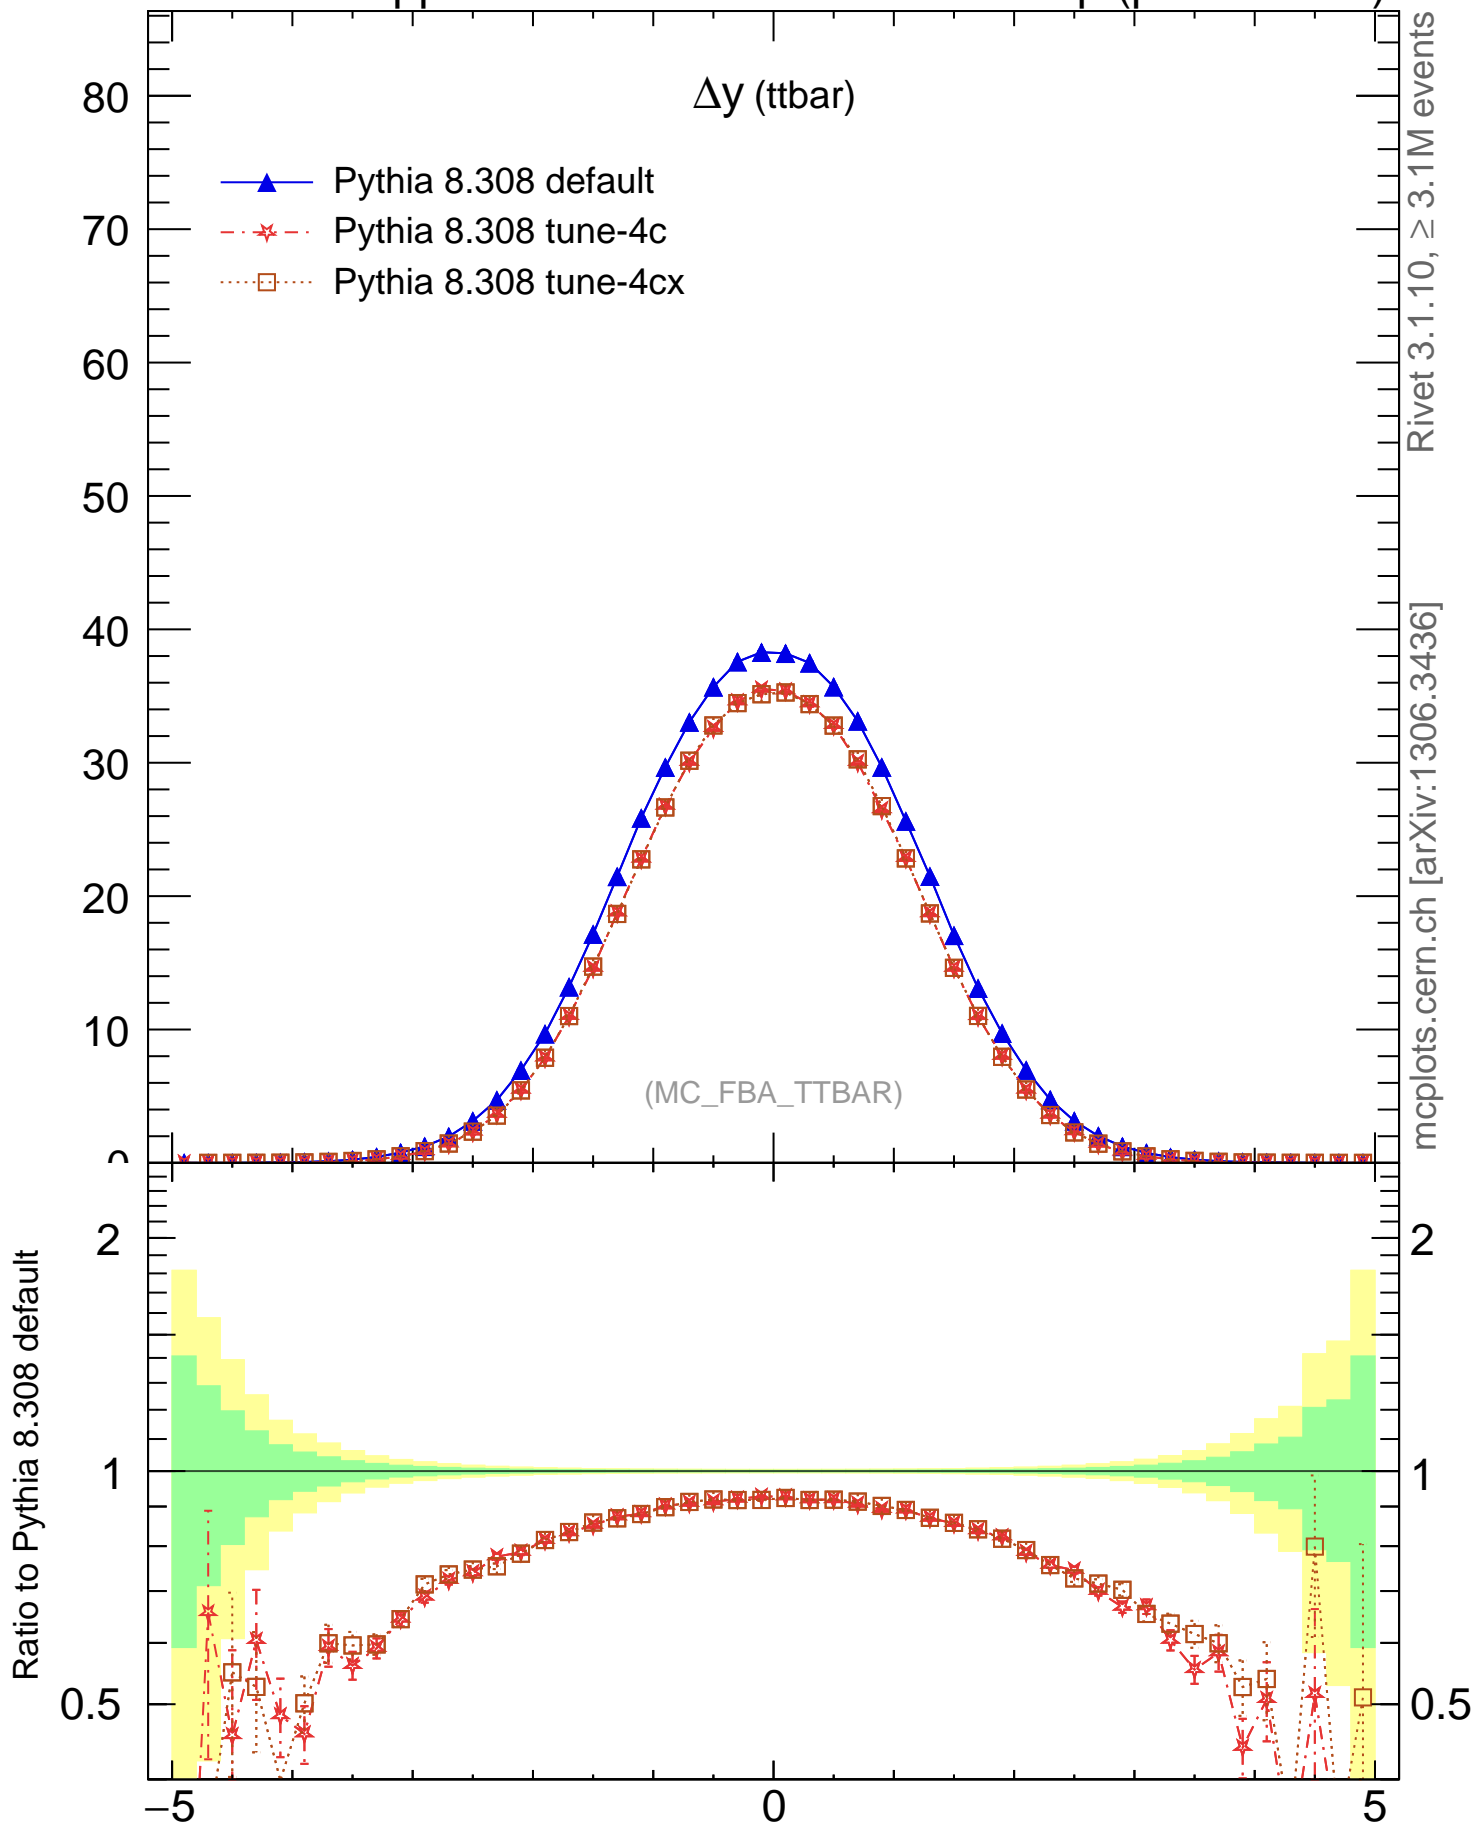 Δy (ttbar)
Pythia 8.308 default
Pythia 8.308 tune-4c
Pythia 8.308 tune-4cx
80
70
60
50
40
30
20
10
0
(MC_FBA_TTBAR)
Rivet 3.1.10, ≥ 3.1M events
mcplots.cern.ch [arXiv:1306.3436]
Ratio to Pythia 8.308 default
2
1
0.5
2
1
0.5
−5
0
5